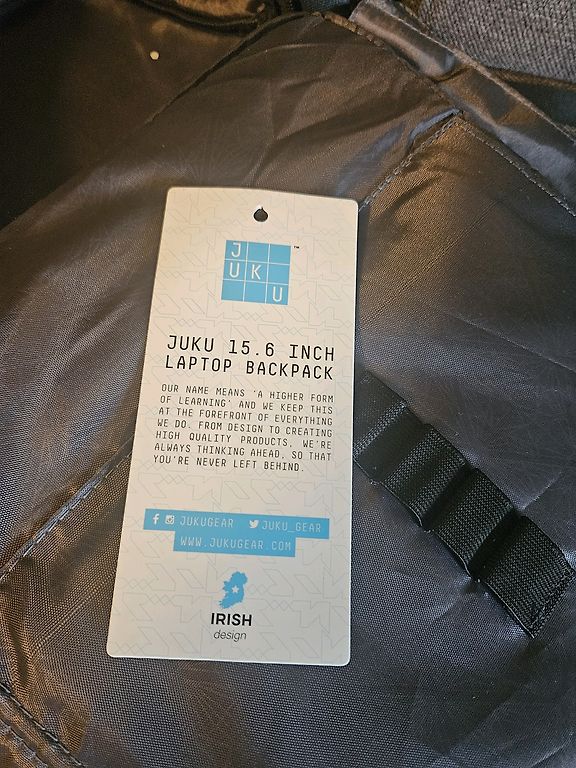 J
UK
U
™
JUKU 15.6 INCH
LAPTOP BACKPACK
OUR NAME MEANS 'A HIGHER FORM
OF LEARNING' AND WE KEEP THIS
AT THE FOREFRONT OF EVERYTHING
WE DO. FROM DESIGN TO CREATING
HIGH QUALITY PRODUCTS, WE'RE
ALWAYS THINKING AHEAD, SO THAT
YOU'RE NEVER LEFT BEHIND.
JUKUGEAR JUKU_GEAR
WWW.JUKUGEAR.COM
IRISH
design